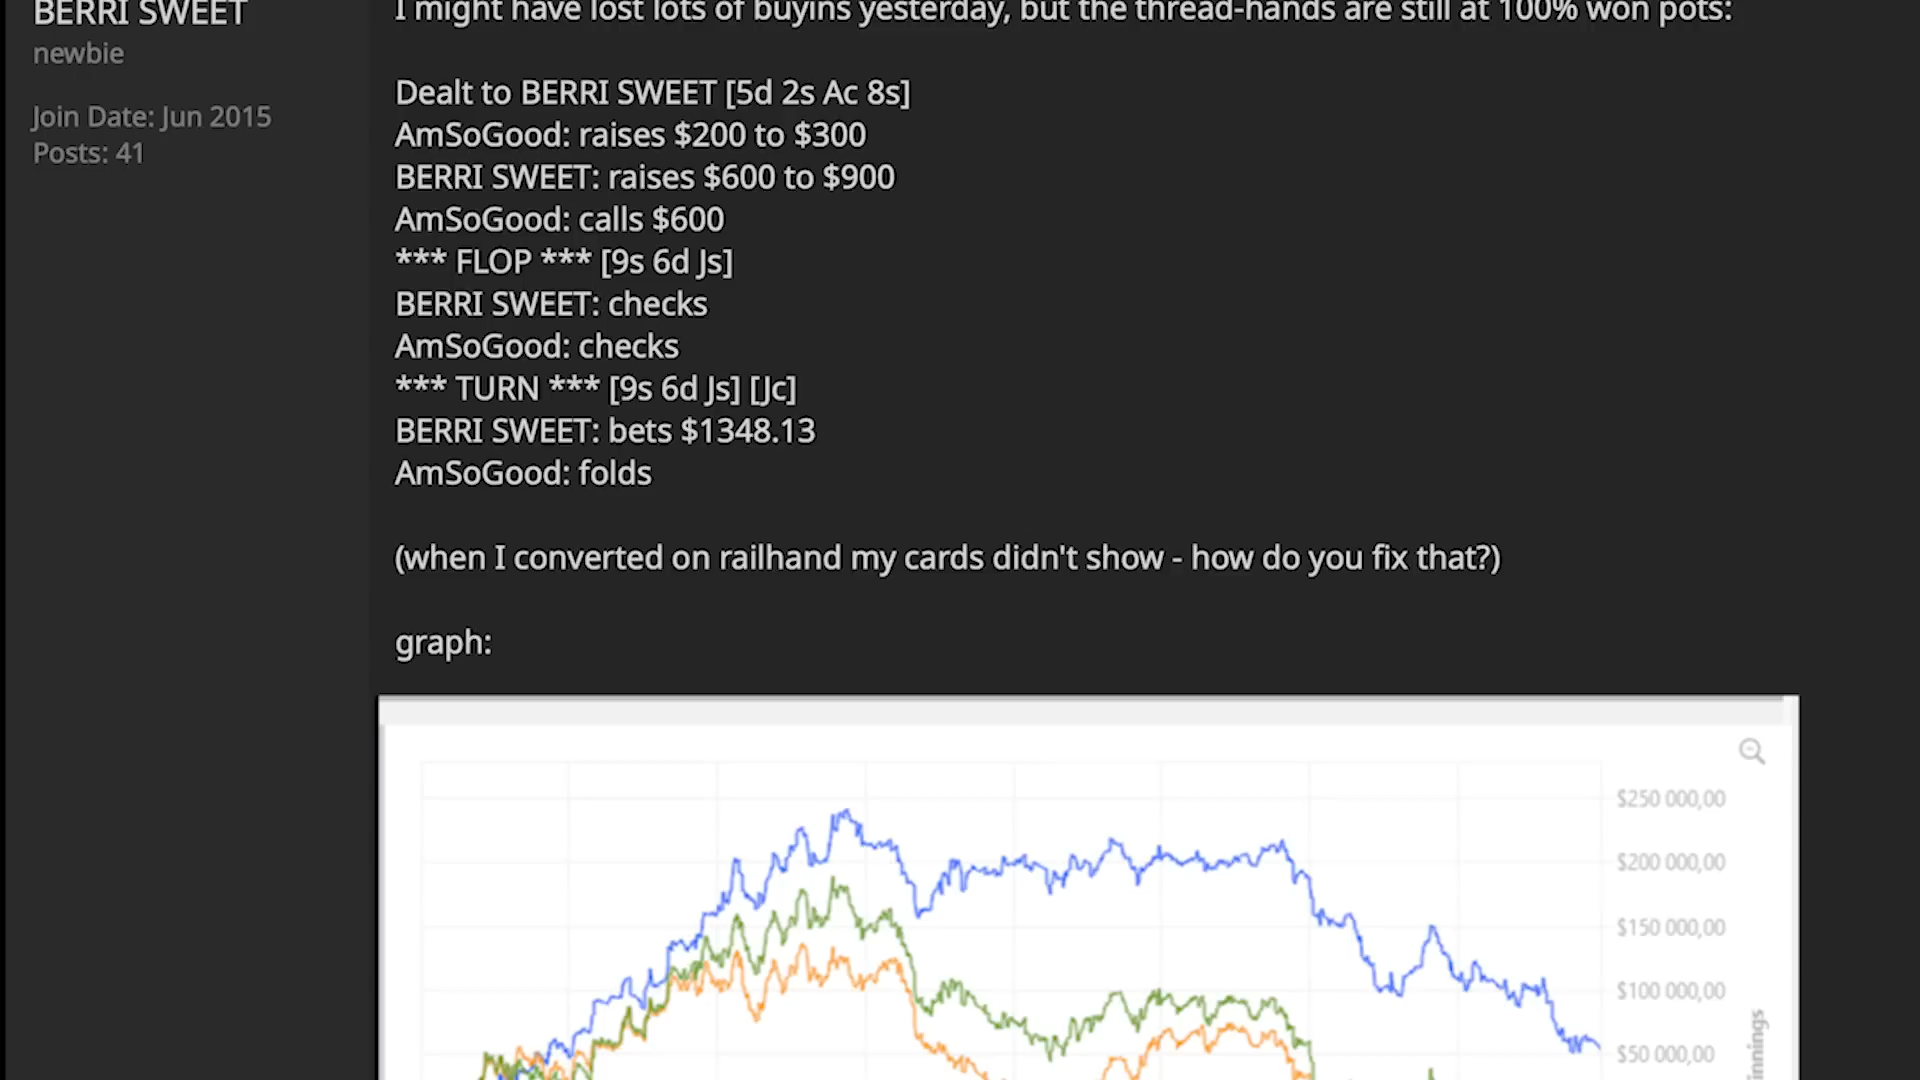 BERRI SWEET
newbie
Join Date: Jun 2015
Posts: 41
I might have lost lots of buyins yesterday, but the thread-hands are still at 100% won pots:
Dealt to BERRI SWEET [5d 2s Ac 8s]
AmSoGood: raises $200 to $300
BERRI SWEET: raises $600 to $900
AmSoGood: calls $600
*** FLOP *** [9s 6d Js]
BERRI SWEET: checks
AmSoGood: checks
*** TURN *** [9s 6d Js] [Jc]
BERRI SWEET: bets $1348.13
AmSoGood: folds
(when I converted on railhand my cards didn't show - how do you fix that?)
graph:
$250 000,00
$200 000,00
$150 000,00
$100 000,00
$50 000,00